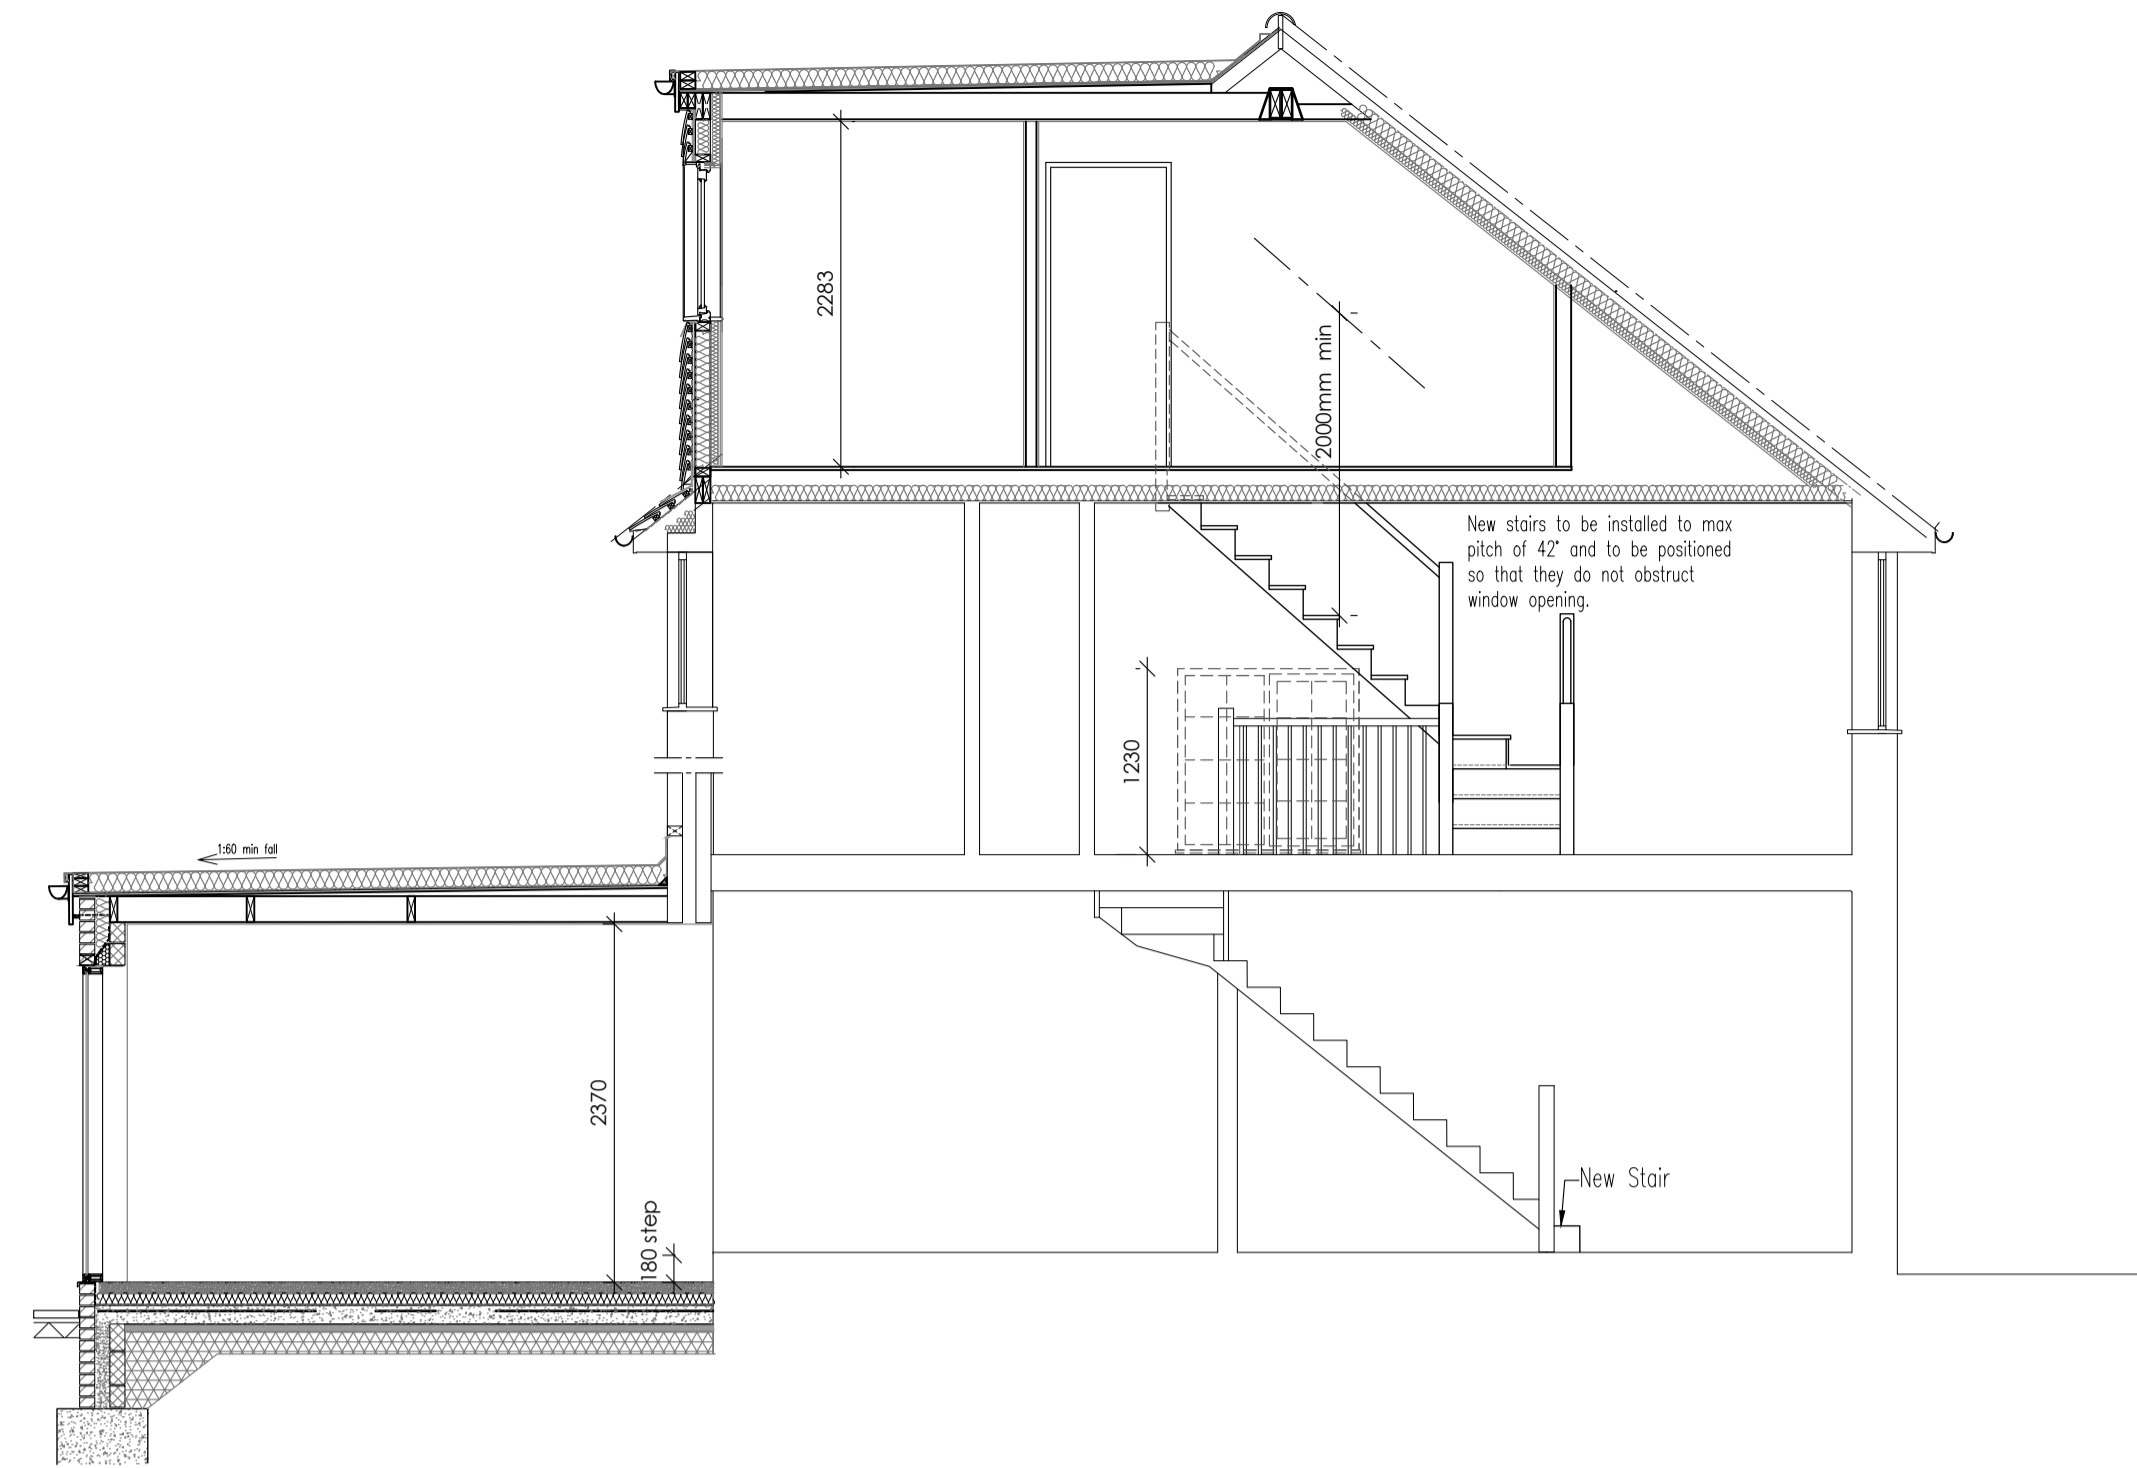 2283
2000mm min
New stairs to be installed to max
pitch of 42° and to be positioned
so that they do not obstruct
window opening.
1230
1:60 min fall
2370
180 step
New Stair